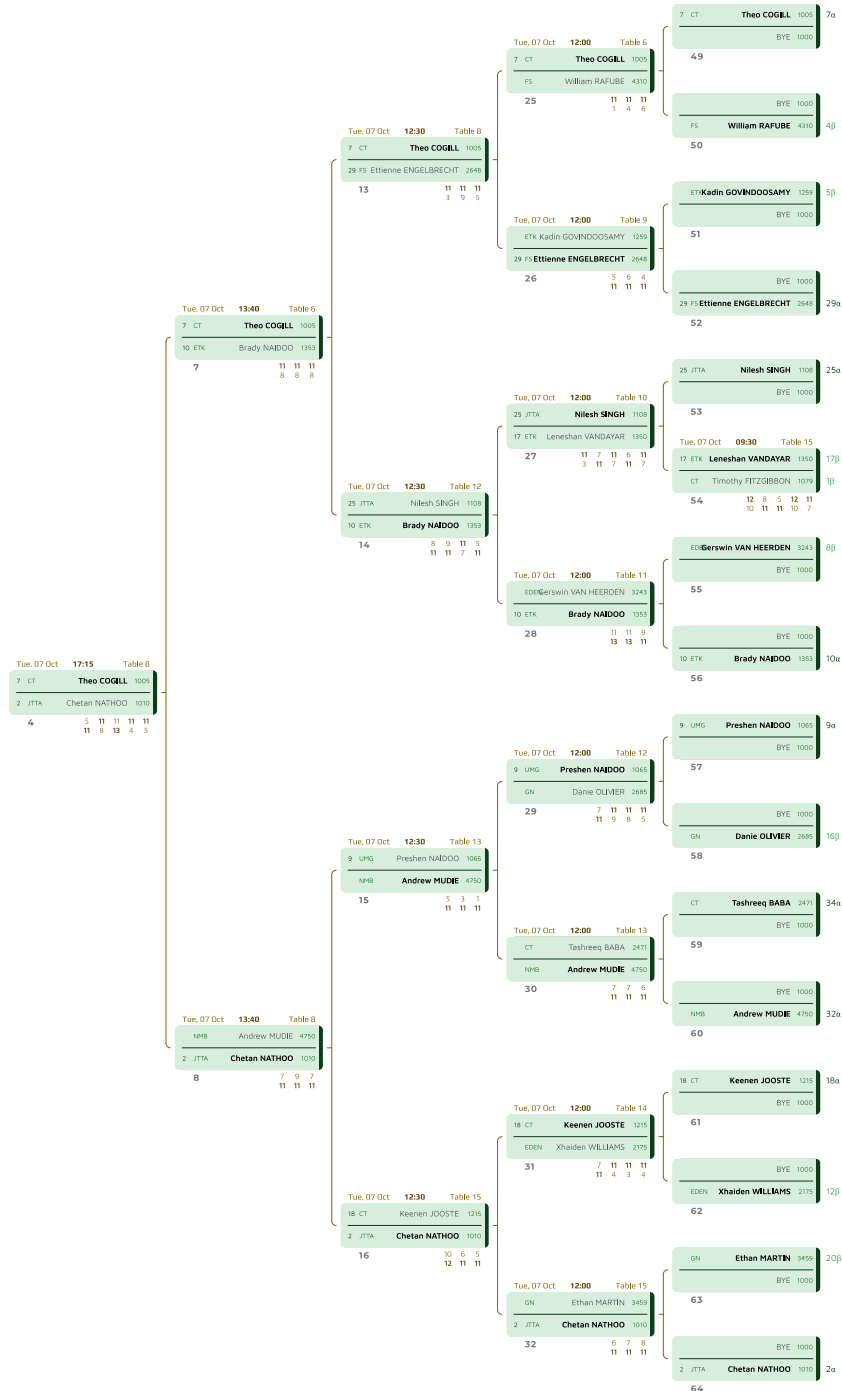 7 CT Theo COGILL 1005 7α
BYE 1000
49
Tue, 07 Oct 12:00 Table 6
7 CT Theo COGILL 1005
FS William RAFUBE 4310
25 11 11 11
1 4 6
BYE 1000
FS William RAFUBE 4310 4β
50
Tue, 07 Oct 12:30 Table 8
7 CT Theo COGILL 1005
29 FS Ettienne ENGELBRECHT 2648
13 11 11 11
3 9 5
ETK Kadin GOVINDOOSAMY 1259 5β
BYE 1000
51
Tue, 07 Oct 12:00 Table 9
ETK Kadin GOVINDOOSAMY 1259
29 FS Ettienne ENGELBRECHT 2648
26 5 6 4
11 11 11
BYE 1000
29 FS Ettienne ENGELBRECHT 2648 29α
52
Tue, 07 Oct 13:40 Table 6
7 CT Theo COGILL 1005
10 ETK Brady NAIDOO 1353
7 11 11 11
8 8 8
25 JTTA Nilesh SINGH 1108 25α
BYE 1000
53
Tue, 07 Oct 12:00 Table 10
25 JTTA Nilesh SINGH 1108
17 ETK Leneshan VANDAYAR 1350
27 11 7 11 6 11
3 11 7 11 7
Tue, 07 Oct 09:30 Table 15
17 ETK Leneshan VANDAYAR 1350 17β
CT Timothy FITZGIBBON 1079 1β
54 12 8 5 12 11
10 11 11 10 7
Tue, 07 Oct 12:30 Table 12
25 JTTA Nilesh SINGH 1108
10 ETK Brady NAIDOO 1353
14 8 9 11 5
11 11 7 11
EDEN Gerswin VAN HEERDEN 3243 8β
BYE 1000
55
Tue, 07 Oct 12:00 Table 11
EDEN Gerswin VAN HEERDEN 3243
10 ETK Brady NAIDOO 1353
28 11 11 9
13 13 11
BYE 1000
10 ETK Brady NAIDOO 1353 10α
56
Tue, 07 Oct 17:15 Table 8
7 CT Theo COGILL 1005
2 JTTA Chetan NATHOO 1010
4 5 11 11 11 11
11 8 13 4 5
9 UMG Preshen NAIDOO 1065 9α
BYE 1000
57
Tue, 07 Oct 12:00 Table 12
9 UMG Preshen NAIDOO 1065
GN Danie OLIVIER 2685
29 7 11 11 11
11 9 8 5
BYE 1000
GN Danie OLIVIER 2685 16β
58
Tue, 07 Oct 12:30 Table 13
9 UMG Preshen NAIDOO 1065
NMB Andrew MUDIE 4750
15 5 3 1
11 11 11
CT Tashreeq BABA 2471 34α
BYE 1000
59
Tue, 07 Oct 12:00 Table 13
CT Tashreeq BABA 2471
NMB Andrew MUDIE 4750
30 7 7 6
11 11 11
BYE 1000
NMB Andrew MUDIE 4750 32α
60
Tue, 07 Oct 13:40 Table 8
NMB Andrew MUDIE 4750
2 JTTA Chetan NATHOO 1010
8 7 9 7
11 11 11
18 CT Keenen JOOSTE 1215 18α
BYE 1000
61
Tue, 07 Oct 12:00 Table 14
18 CT Keenen JOOSTE 1215
EDEN Xhaiden WILLIAMS 2175
31 7 11 11 11
11 4 3 4
BYE 1000
EDEN Xhaiden WILLIAMS 2175 12β
62
Tue, 07 Oct 12:30 Table 15
18 CT Keenen JOOSTE 1215
2 JTTA Chetan NATHOO 1010
16 10 6 5
12 11 11
GN Ethan MARTIN 3459 20β
BYE 1000
63
Tue, 07 Oct 12:00 Table 15
GN Ethan MARTIN 3459
2 JTTA Chetan NATHOO 1010
32 6 7 8
11 11 11
BYE 1000
2 JTTA Chetan NATHOO 1010 2α
64